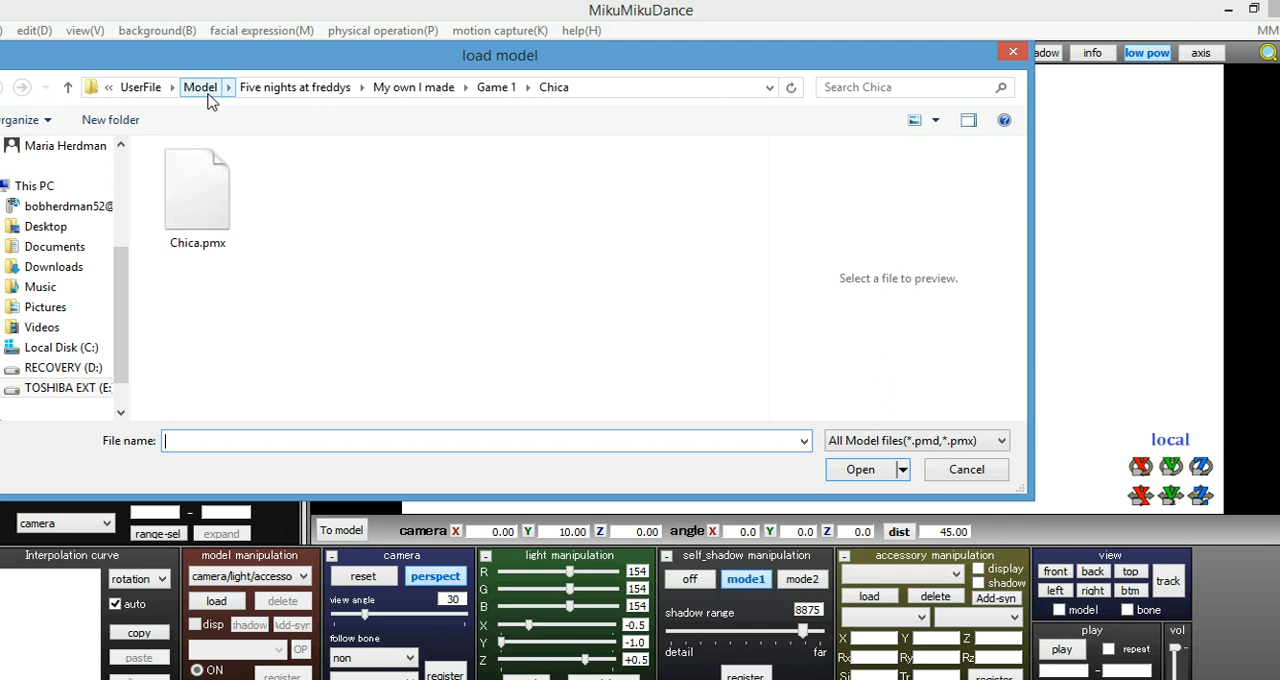 MikuMikuDance
edit(D) view(V) background(B) facial expression(M) physical operation(P) motion capture(K) help(H) MM
load model
dow info low pow axis
« UserFile Model Five nights at freddys My own I made Game 1 Chica Search Chica
rganize New folder
Maria Herdman
This PC
bobherdman52@
Desktop
Documents
Downloads
Music
Pictures
Videos
Local Disk (C:)
RECOVERY (D:)
TOSHIBA EXT (E:
Chica.pmx
Select a file to preview.
File name: All Model files(*.pmd,*.pmx)
Open Cancel
local
X Y Z
X Y Z
camera -
range-sel expand
To model camera X 0.00 Y 10.00 Z 0.00 angle X 0.0 Y 0.0 Z 0.0 dist 45.00
Interpolation curve
rotation
auto
copy
paste
model manipulation
camera/light/accesso
load delete
disp
OP
ON register
camera
reset perspect
view angle 30
follow bone
non
register
light manipulation
R 154
G 154
B 154
X -0.5
Y -1.0
Z +0.5
self_shadow manipulation
off mode1 mode2
shadow range 8875
detail far
register
accessory manipulation
display
shadow
load delete Add-syn
X Y Z
Rx Ry Rz
Si Tr register
view
front back top
left right btm
track
model bone
play
play repeat
-
vol